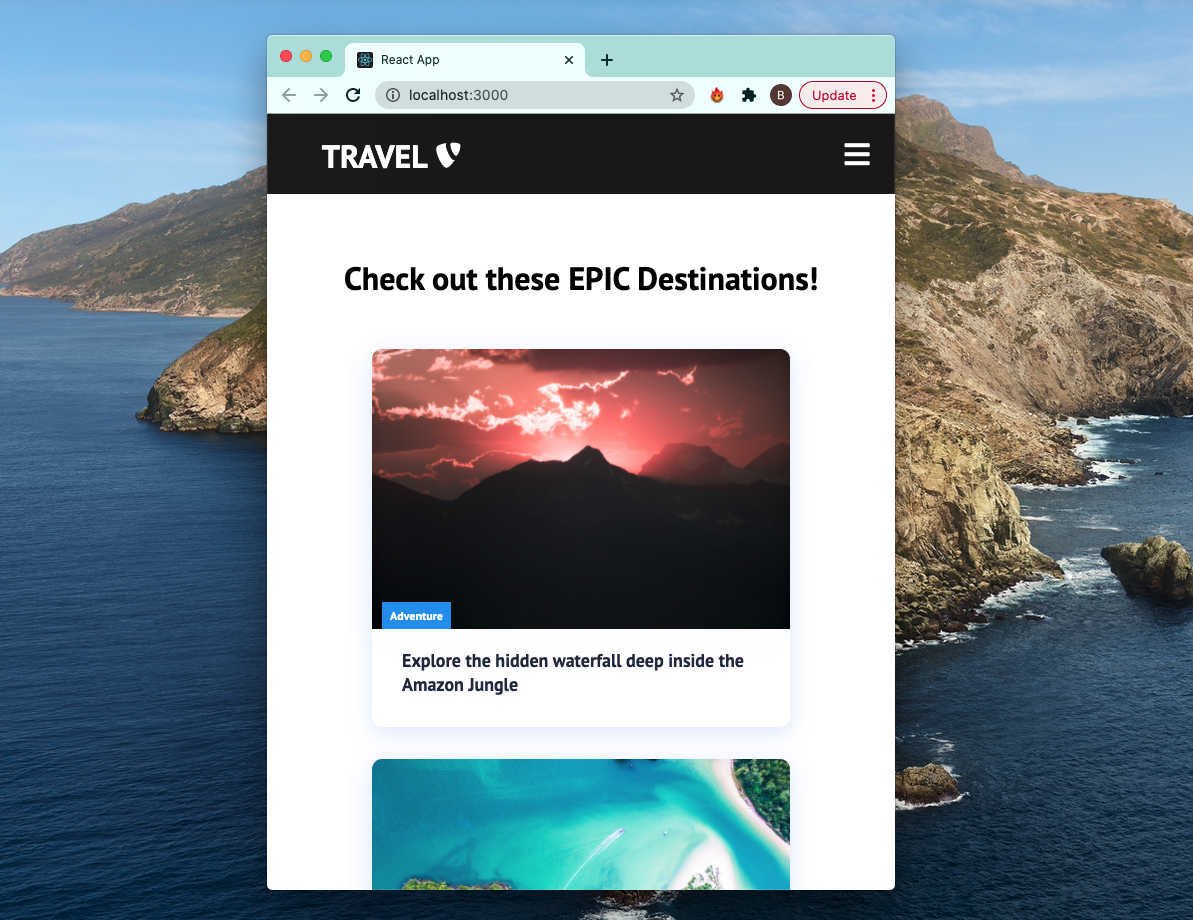 React App
localhost:3000
B
Update
TRAVEL
Check out these EPIC Destinations!
Adventure
Explore the hidden waterfall deep inside the
Amazon Jungle